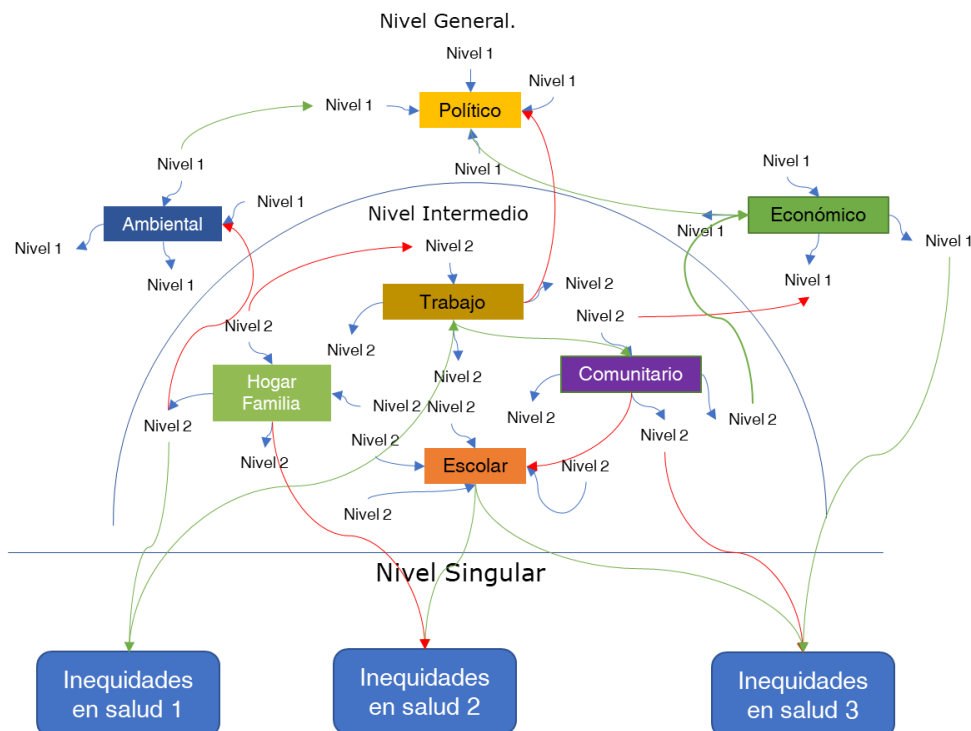 Nivel General.
Nivel 1
Nivel 1
Nivel 1
Político
Nivel 1
Nivel 1
Nivel 1
Nivel 1
Ambiental
Nivel Intermedio
Económico
Nivel 1
Nivel 1
Nivel 1
Nivel 2
Nivel 1
Nivel 1
Nivel 2
Trabajo
Nivel 2
Nivel 2
Nivel 2
Nivel 2
Comunitario
Hogar
Familia
Nivel 2
Nivel 2
Nivel 2
Nivel 2
Nivel 2
Nivel 2
Nivel 2
Nivel 2
Nivel 2
Escolar
Nivel 2
Nivel 2
Nivel Singular
Inequidades
en salud 1
Inequidades
en salud 2
Inequidades
en salud 3